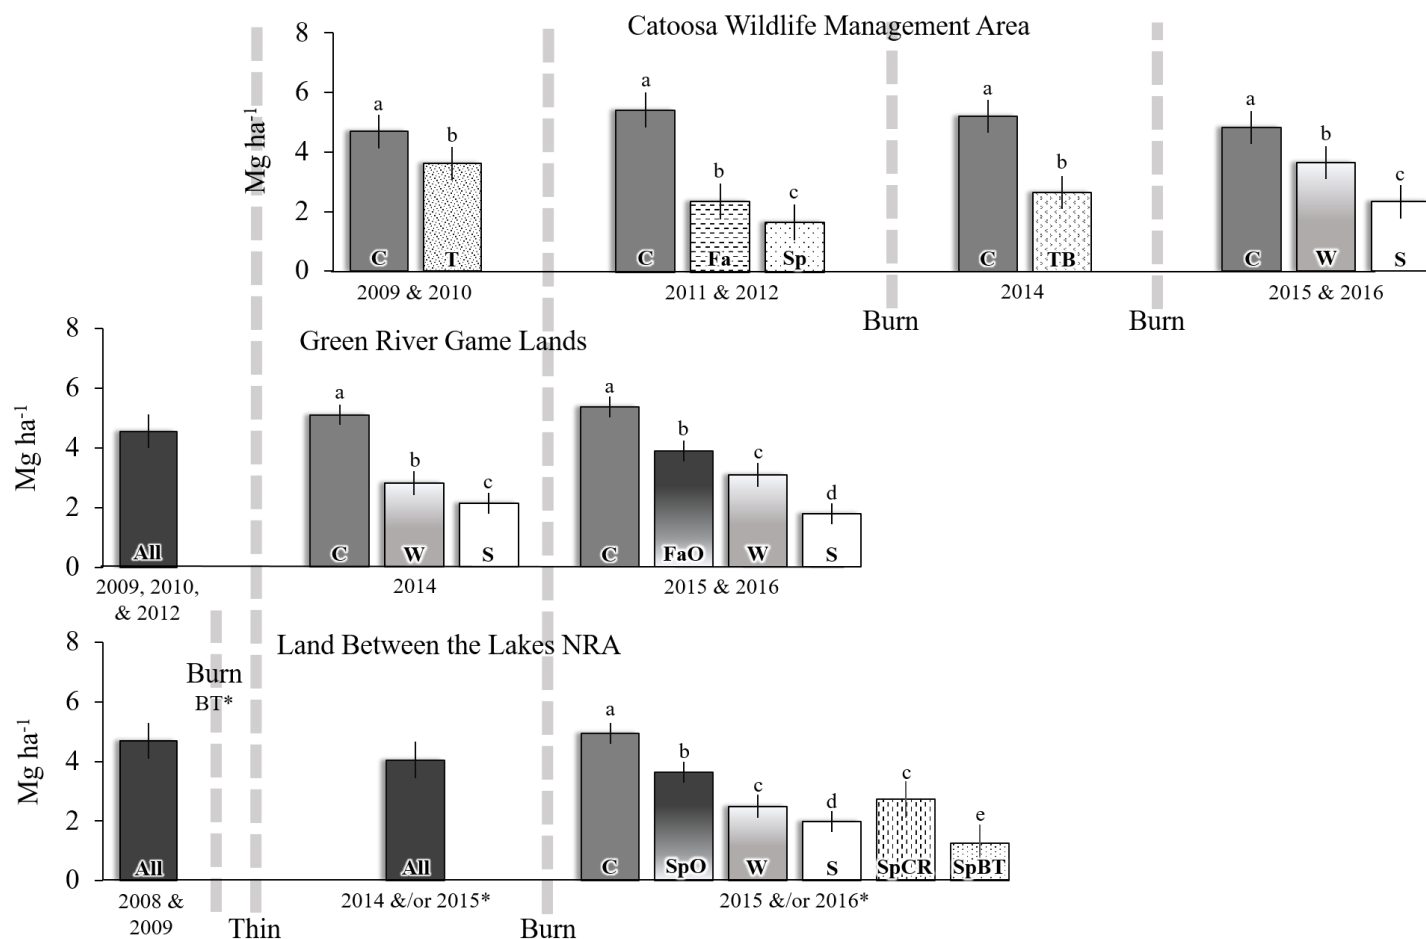 Catoosa Wildlife Management Area
Mg ha-1
8
6
4
2
0
a
b
a
b
c
a
b
a
b
c
C
T
C
Fa
Sp
C
TB
C
W
S
2009 & 2010
2011 & 2012
2014
2015 & 2016
Burn
Burn
Green River Game Lands
Mg ha-1
8
6
4
2
0
a
b
c
a
b
c
d
All
C
W
S
C
FaO
W
S
2009, 2010,
& 2012
2014
2015 & 2016
Land Between the Lakes NRA
Mg ha-1
8
6
4
2
0
Burn
BT*
a
b
c
d
c
e
All
All
C
SpO
W
S
SpCR
SpBT
2008 &
2009
2014 &/or 2015*
2015 &/or 2016*
Thin
Burn